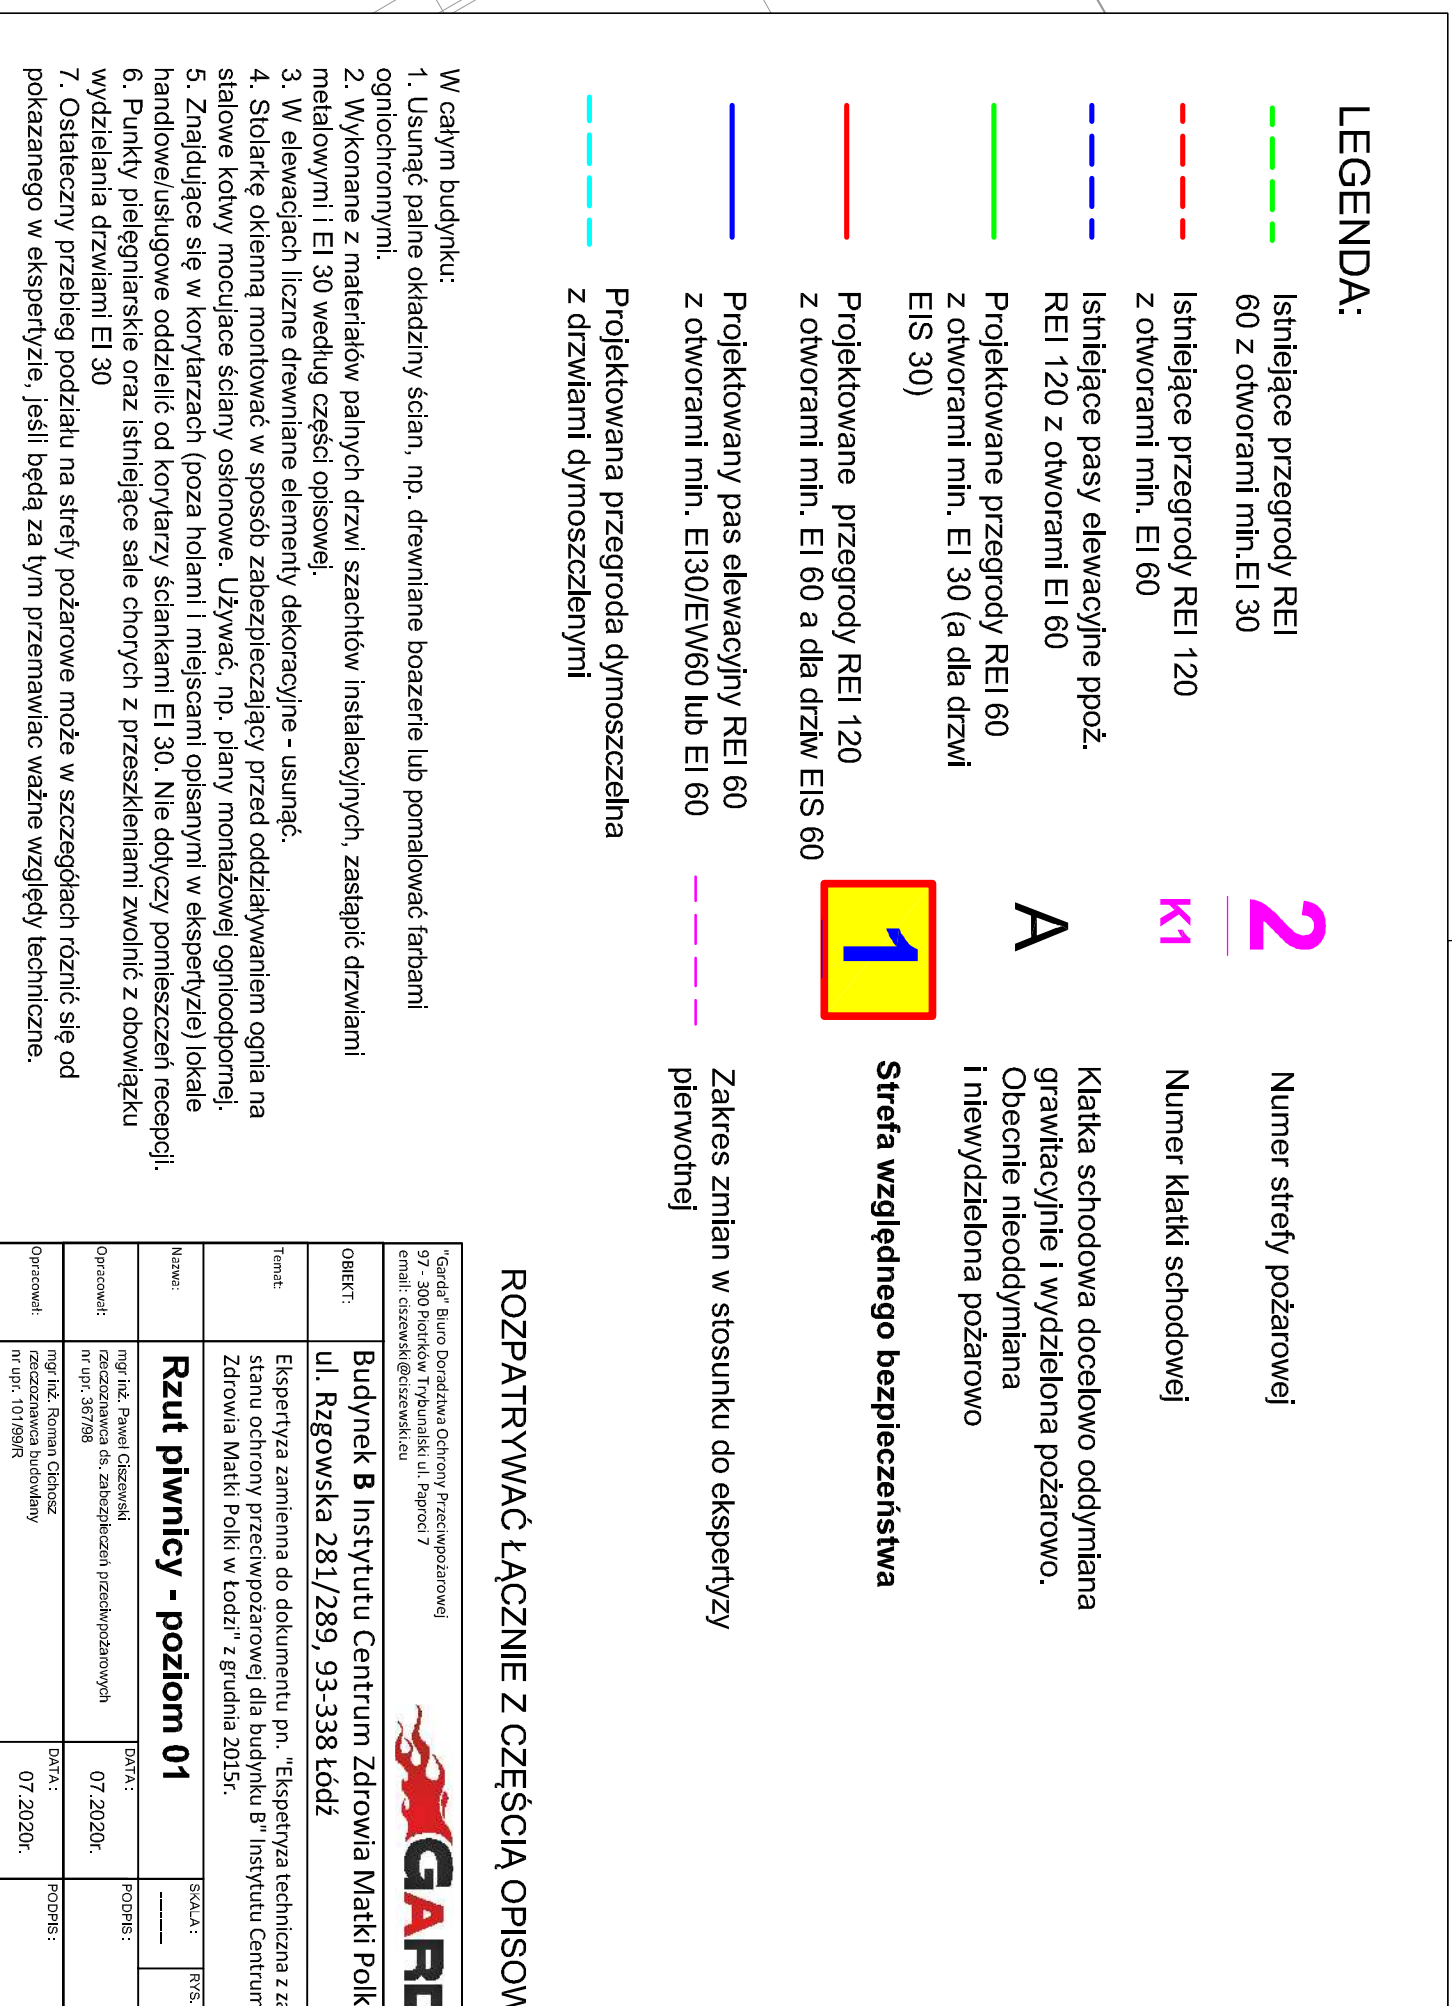 LEGENDA:
Istniejące przegrody REI
60 z otworami min.EI 30
Istniejące przegrody REI 120
z otworami min. EI 60
Istniejące pasy elewacyjne ppoż.
REI 120 z otworami EI 60
Projektowane przegrody REI 60
z otworami min. EI 30 (a dla drzwi
EIS 30)
Projektowane przegrody REI 120
z otworami min. EI 60 a dla drziw EIS 60
Projektowany pas elewacyjny REI 60
z otworami min. EI30/EW60 lub EI 60
Projektowana przegroda dymoszczelna
z drzwiami dymoszczlenymi
2
Numer strefy pożarowej
K1
Numer klatki schodowej
A
Klatka schodowa docelowo oddymiana
grawitacyjnie i wydzielona pożarowo.
Obecnie nieoddymiana
i niewydzielona pożarowo
1
Strefa względnego bezpieczeństwa
Zakres zmian w stosunku do ekspertyzy
pierwotnej
W całym budynku:
1. Usunąć palne okładziny ścian, np. drewniane boazerie lub pomalować farbami
ogniochronnymi.
2. Wykonane z materiałów palnych drzwi szachtów instalacyjnych, zastąpić drzwiami
metalowymi i EI 30 według części opisowej.
3. W elewacjach liczne drewniane elementy dekoracyjne - usunąć.
4. Stolarkę okienną montować w sposób zabezpieczający przed oddziaływaniem ognia na
stalowe kotwy mocujace ściany osłonowe. Używać, np. piany montażowej ognioodpornej.
5. Znajdujące się w korytarzach (poza holami i miejscami opisanymi w ekspertyzie) lokale
handlowe/usługowe oddzielić od korytarzy ściankami EI 30. Nie dotyczy pomieszczeń recepcji.
6. Punkty pielęgniarskie oraz istniejące sale chorych z przeszkleniami zwolnić z obowiązku
wydzielania drzwiami EI 30
7. Ostateczny przebieg podziału na strefy pożarowe może w szczegółach róznić się od
pokazanego w ekspertyzie, jeśli będą za tym przemawiac ważne względy techniczne.
ROZPATRYWAĆ ŁĄCZNIE Z CZĘŚCIĄ OPISOW
"Garda" Biuro Doradztwa Ochrony Przeciwpożarowej
97 - 300 Piotrków Trybunalski ul. Paproci 7
email: ciszewski@ciszewski.eu
GARD
OBIEKT:
Budynek B Instytutu Centrum Zdrowia Matki Polk
ul. Rzgowska 281/289, 93-338 Łódź
Temat:
Ekspertyza zamienna do dokumentu pn. "Ekspetryza techniczna z za
stanu ochrony przeciwpożarowej dla budynku B" Instytutu Centrum
Zdrowia Matki Polki w Łodzi" z grudnia 2015r.
Nazwa:
Rzut piwnicy - poziom 01
SKALA :
------
RYS.
Opracował:
mgr inż. Paweł Ciszewski
rzeczoznawca ds. zabezpieczeń przeciwpożarowych
nr upr. 367/98
DATA :
07.2020r.
PODPIS :
Opracował:
mgr inż. Roman Cichosz
rzeczoznawca budowlany
nr upr. 101/99/R
DATA :
07.2020r.
PODPIS :